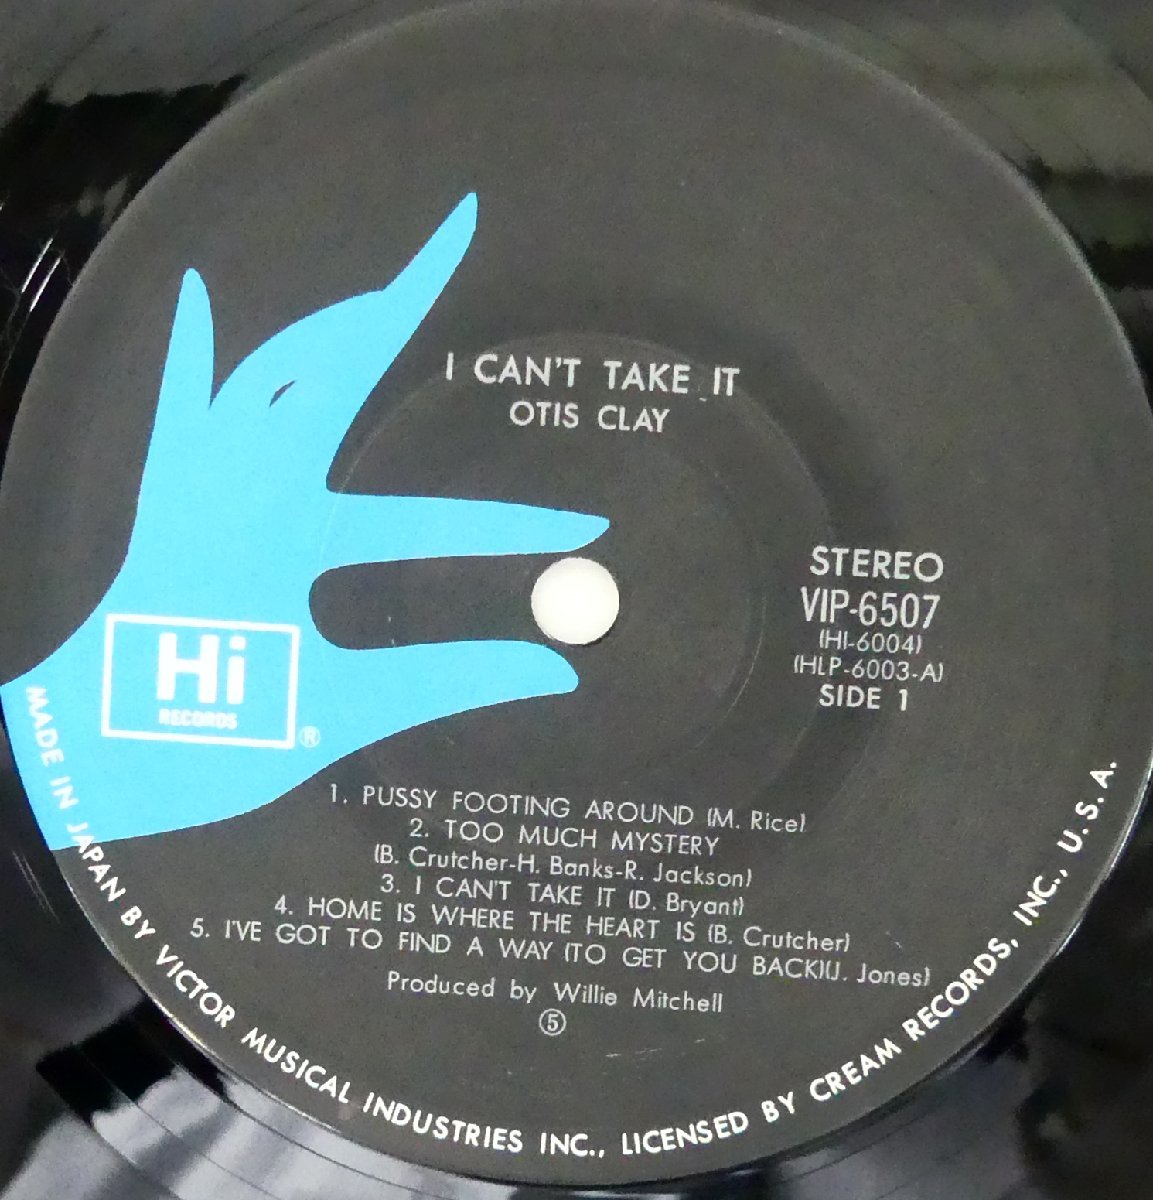 I CAN'T TAKE IT
OTIS CLAY
STEREO
VIP-6507
(HI-6004)
(HLP-6003-A)
SIDE 1
Hi
RECORDS
®
1. PUSSY FOOTING AROUND (M. Rice)
2. TOO MUCH MYSTERY
(B. Crutcher-H. Banks-R. Jackson)
3. I CAN'T TAKE IT (D. Bryant)
4. HOME IS WHERE THE HEART IS (B. Crutcher)
5. I'VE GOT TO FIND A WAY (TO GET YOU BACK)(J. Jones)
Produced by Willie Mitchell
⑤
MADE IN JAPAN BY VICTOR MUSICAL INDUSTRIES INC., LICENSED BY CREAM RECORDS, INC., U. S. A.